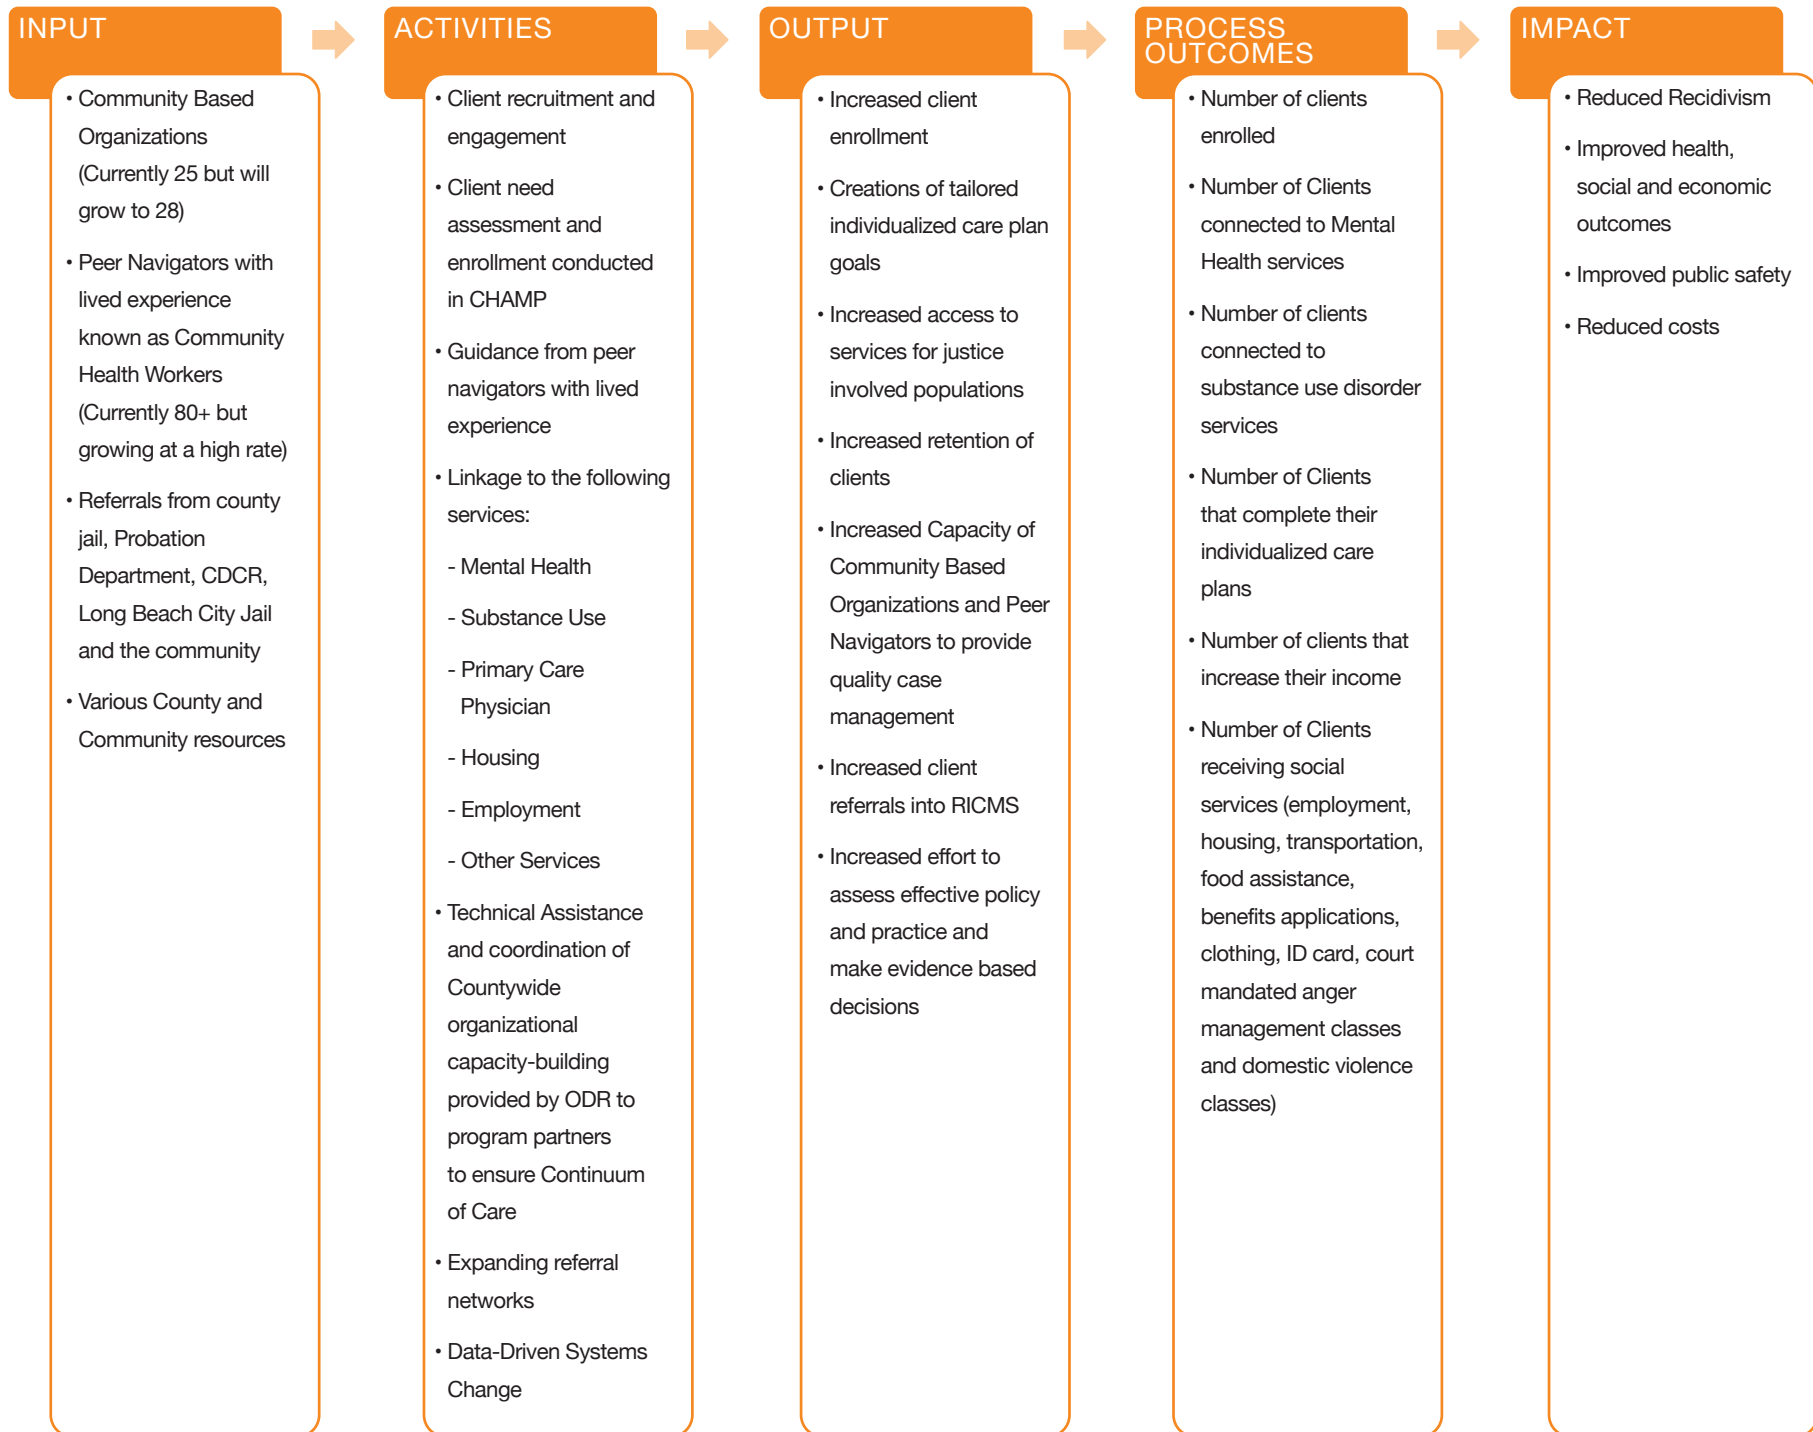 INPUT
• Community Based
Organizations
(Currently 25 but will
grow to 28)
• Peer Navigators with
lived experience
known as Community
Health Workers
(Currently 80+ but
growing at a high rate)
• Referrals from county
jail, Probation
Department, CDCR,
Long Beach City Jail
and the community
• Various County and
Community resources
ACTIVITIES
• Client recruitment and
engagement
• Client need
assessment and
enrollment conducted
in CHAMP
• Guidance from peer
navigators with lived
experience
• Linkage to the following
services:
- Mental Health
- Substance Use
- Primary Care
Physician
- Housing
- Employment
- Other Services
• Technical Assistance
and coordination of
Countywide
organizational
capacity-building
provided by ODR to
program partners
to ensure Continuum
of Care
• Expanding referral
networks
• Data-Driven Systems
Change
OUTPUT
• Increased client
enrollment
• Creations of tailored
individualized care plan
goals
• Increased access to
services for justice
involved populations
• Increased retention of
clients
• Increased Capacity of
Community Based
Organizations and Peer
Navigators to provide
quality case
management
• Increased client
referrals into RICMS
• Increased effort to
assess effective policy
and practice and
make evidence based
decisions
PROCESS
OUTCOMES
• Number of clients
enrolled
• Number of Clients
connected to Mental
Health services
• Number of clients
connected to
substance use disorder
services
• Number of Clients
that complete their
individualized care
plans
• Number of clients that
increase their income
• Number of Clients
receiving social
services (employment,
housing, transportation,
food assistance,
benefits applications,
clothing, ID card, court
mandated anger
management classes
and domestic violence
classes)
IMPACT
• Reduced Recidivism
• Improved health,
social and economic
outcomes
• Improved public safety
• Reduced costs